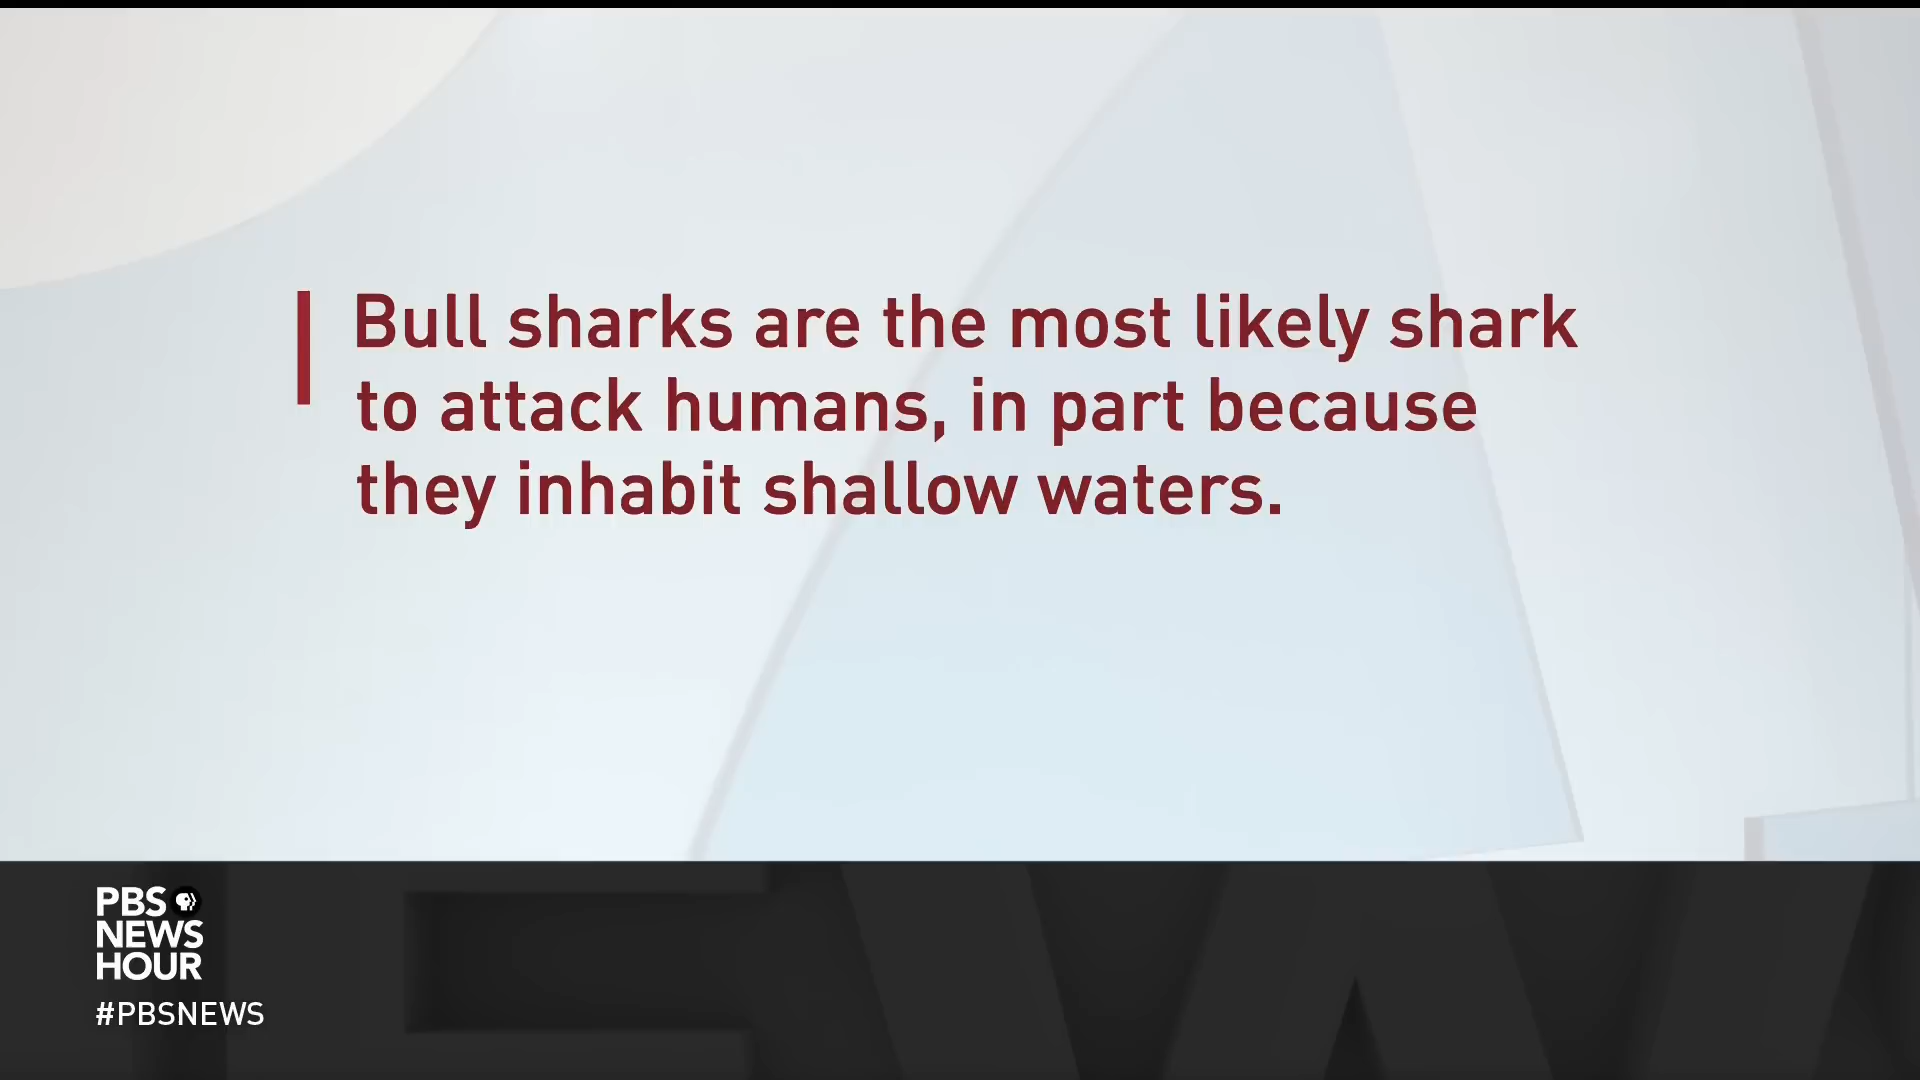 Bull sharks are the most likely shark
to attack humans, in part because
they inhabit shallow waters.
PBS
NEWS
HOUR
#PBSNEWS